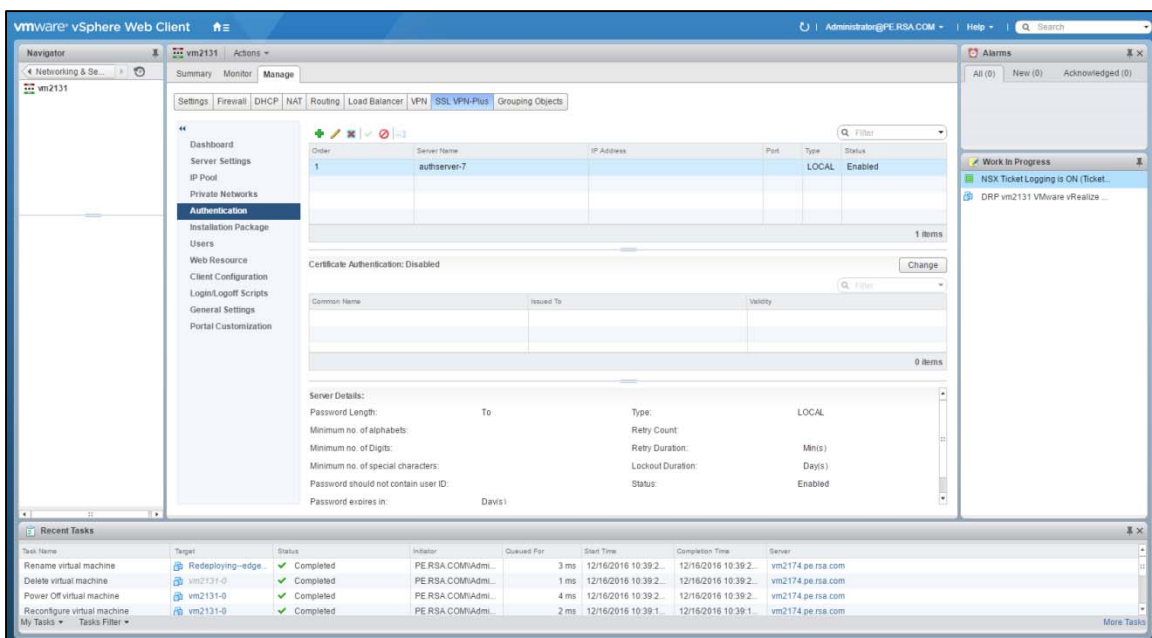 vmware® vSphere Web Client
Administrator@PE.RSA.COM
Help
Search
Navigator
Networking & Se...
vm2131
vm2131
Actions
Summary Monitor Manage
Settings Firewall DHCP NAT Routing Load Balancer VPN SSL VPN-Plus Grouping Objects
Dashboard
Server Settings
IP Pool
Private Networks
Authentication
Installation Package
Users
Web Resource
Client Configuration
Login/Logoff Scripts
General Settings
Portal Customization
Filter
Order Server Name IP Address Port Type Status
1 authserver-7 LOCAL Enabled
1 items
Certificate Authentication: Disabled
Change
Filter
Common Name Issued To Validity
0 items
Server Details:
Password Length: To Type: LOCAL
Minimum no. of alphabets: Retry Count:
Minimum no. of Digits: Retry Duration: Min(s)
Minimum no. of special characters: Lockout Duration: Day(s)
Password should not contain user ID: Status: Enabled
Password expires in: Day(s)
Alarms
All (0) New (0) Acknowledged (0)
Work In Progress
NSX Ticket Logging is ON (Ticket...
DRP vm2131 VMware vRealize ...
Recent Tasks
Task Name Target Status Initiator Queued For Start Time Completion Time Server
Rename virtual machine Redeploying--edge... Completed PE.RSA.COM\Admi... 3 ms 12/16/2016 10:39:2... 12/16/2016 10:39:2... vm2174.pe.rsa.com
Delete virtual machine vm2131-0 Completed PE.RSA.COM\Admi... 1 ms 12/16/2016 10:39:2... 12/16/2016 10:39:2... vm2174.pe.rsa.com
Power Off virtual machine vm2131-0 Completed PE.RSA.COM\Admi... 4 ms 12/16/2016 10:39:2... 12/16/2016 10:39:2... vm2174.pe.rsa.com
Reconfigure virtual machine vm2131-0 Completed PE.RSA.COM\Admi... 2 ms 12/16/2016 10:39:1... 12/16/2016 10:39:1... vm2174.pe.rsa.com
My Tasks Tasks Filter More Tasks